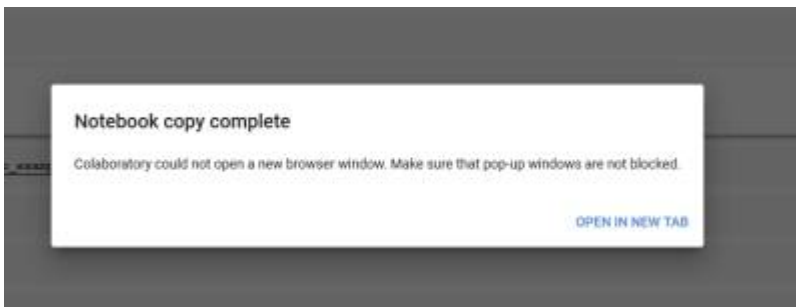 Notebook copy complete
Colaboratory could not open a new browser window. Make sure that pop-up windows are not blocked.
OPEN IN NEW TAB